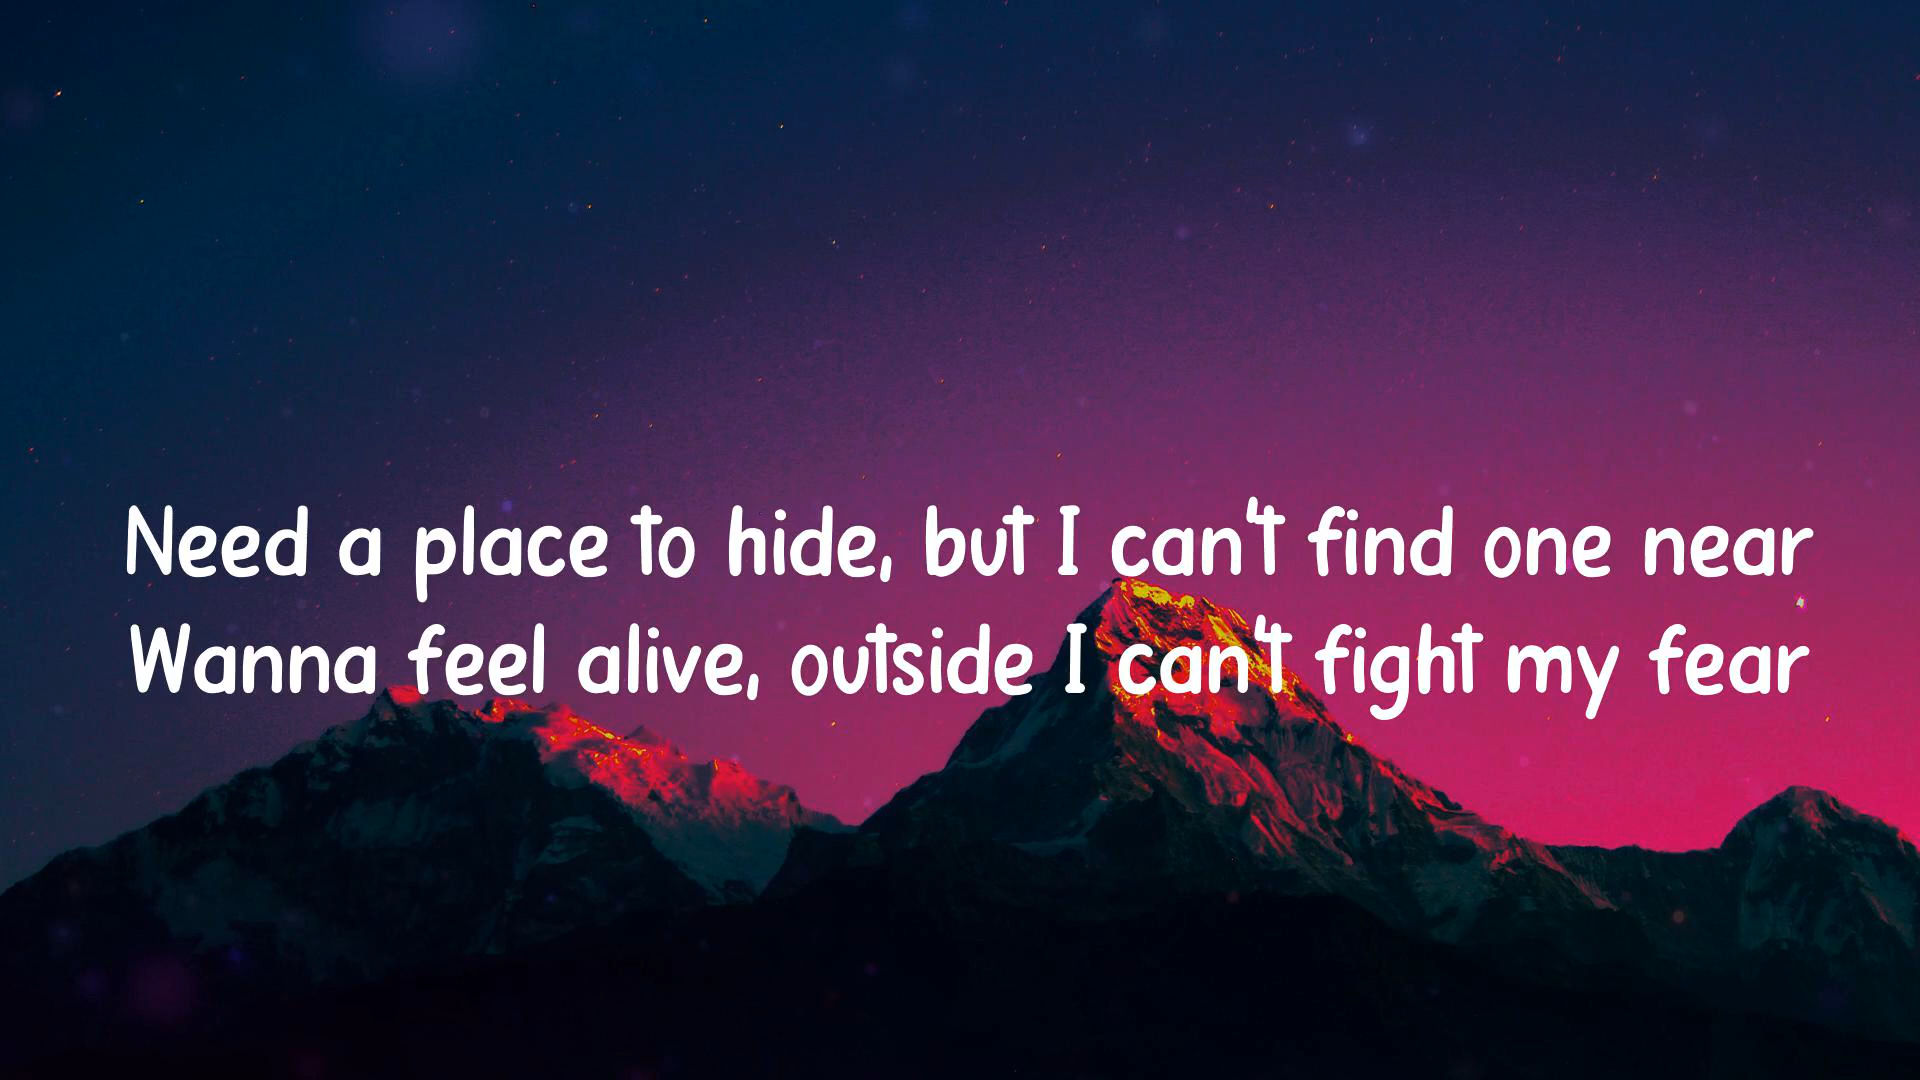 Need a place to hide, but I can't find one near
Wanna feel alive, outside I can't fight my fear